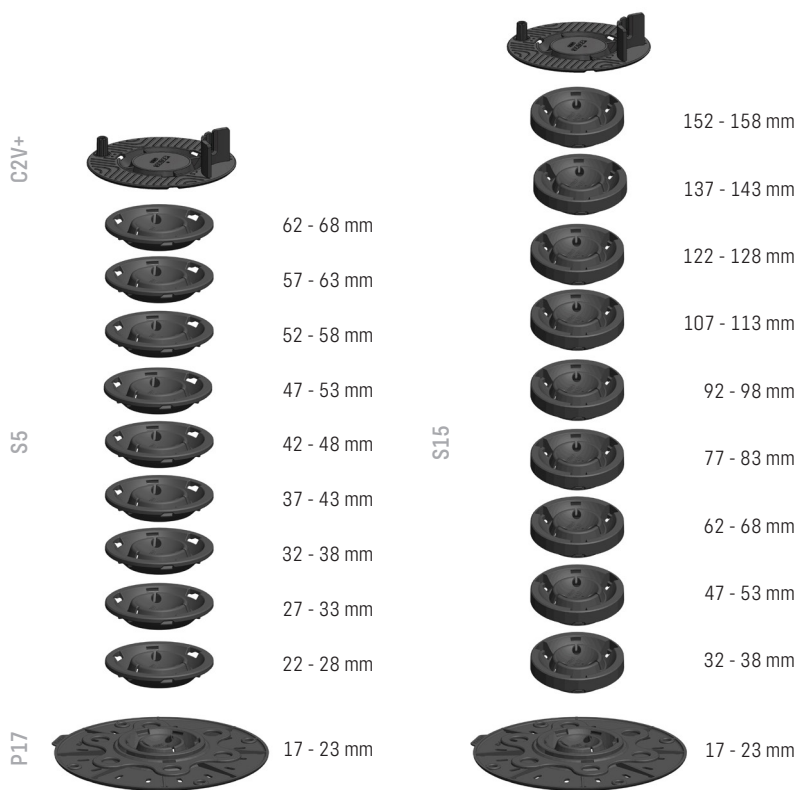 C2V+
62 - 68 mm
57 - 63 mm
52 - 58 mm
47 - 53 mm
S5
42 - 48 mm
37 - 43 mm
32 - 38 mm
27 - 33 mm
22 - 28 mm
P17
17 - 23 mm
152 - 158 mm
137 - 143 mm
122 - 128 mm
107 - 113 mm
92 - 98 mm
S15
77 - 83 mm
62 - 68 mm
47 - 53 mm
32 - 38 mm
17 - 23 mm